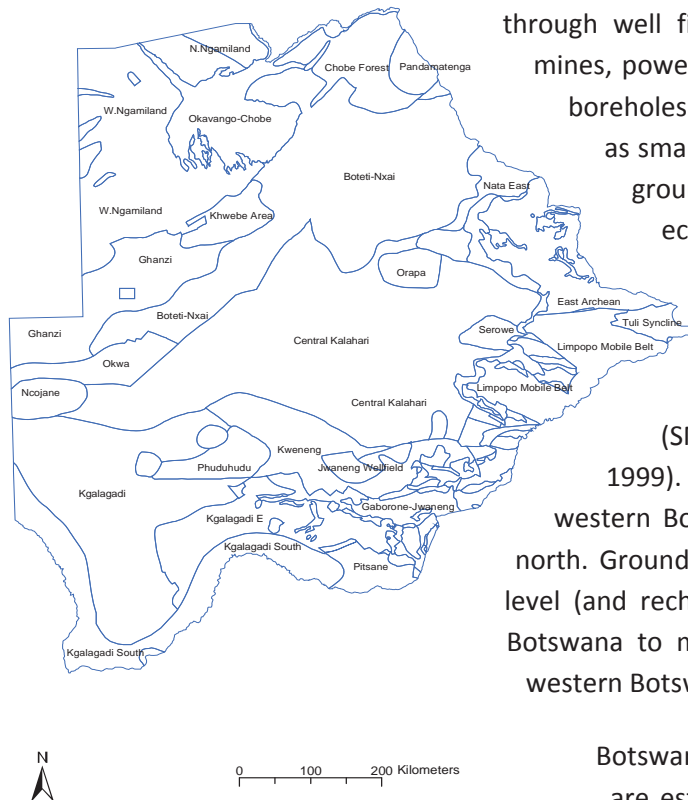 through well fi
mines, powe
boreholes
as sma
grou
ec
(SI
1999).
western Bo
north. Ground
level (and rech
Botswana to n
western Botsw
Botswan
are est
N.Ngamiland
Chobe Forest
Pandamatenga
W.Ngamiland
Okavango-Chobe
Boteti-Nxai
Nata East
W.Ngamiland
Khwebe Area
Ghanzi
Orapa
East Archean
Boteti-Nxai
Tuli Syncline
Ghanzi
Serowe
Central Kalahari
Limpopo Mobile Belt
Okwa
Ncojane
Limpopo Mobile Belt
Central Kalahari
Kweneng
Phuduhudu
Jwaneng Wellfield
Kgalagadi
Gaborone-Jwaneng
Kgalagadi E
Kgalagadi South
Pitsane
Kgalagadi South
N
0 100 200 Kilometers